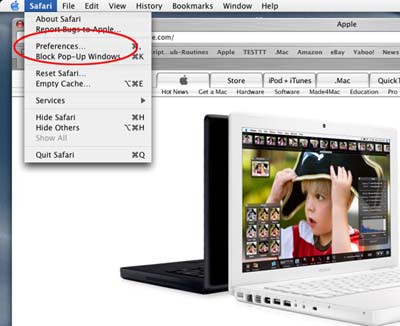 Safari File Edit View History Bookmarks Window Help
About Safari
Report Bugs to Apple...
Apple
Preferences... ⌘,
e.com/
Block Pop-Up Windows ⌘K
ub-Routines Apple TESTTT .Mac Amazon eBay Yahoo!
Reset Safari...
Empty Cache... ⌥⌘E
Store iPod + iTunes .Mac QuickT
Hot News Get a Mac Hardware Software Made4Mac Education Pro
Services
Hide Safari ⌘H
Hide Others ⌥⌘H
Show All
Quit Safari ⌘Q